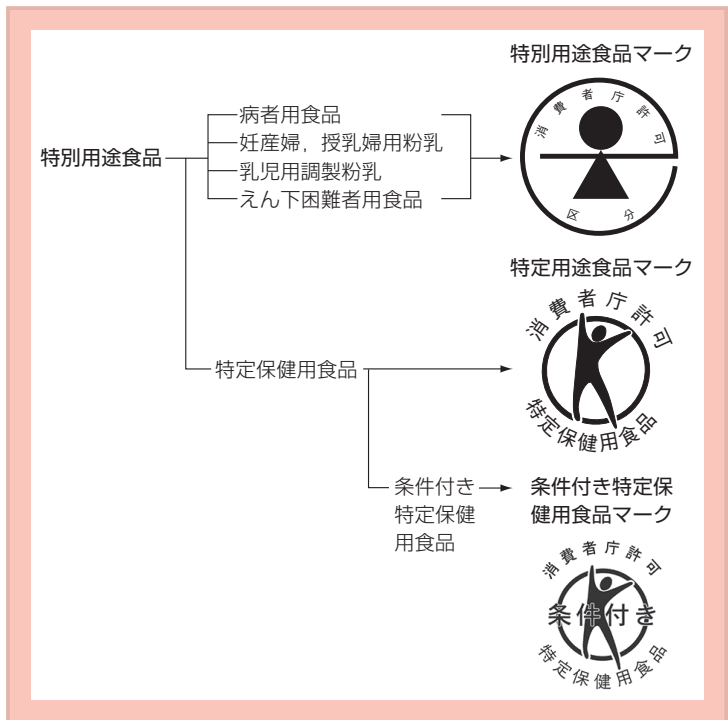 特別用途食品マーク
消費者庁許可
区分
特別用途食品
病者用食品
妊産婦，授乳婦用粉乳
乳児用調製粉乳
えん下困難者用食品
特定用途食品マーク
消費者庁許可
特定保健用食品
特定保健用食品
条件付き
特定保健
用食品
条件付き特定保
健用食品マーク
消費者庁許可
条件付き
特定保健用食品